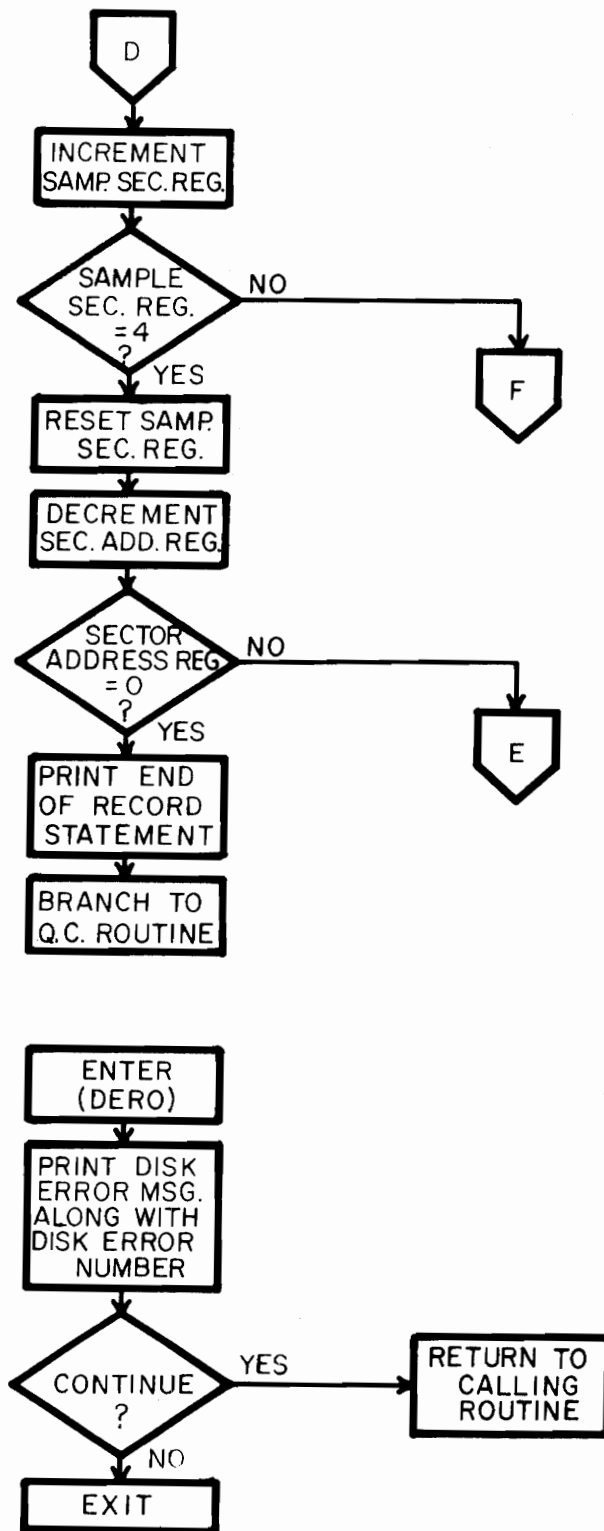 D
INCREMENT
SAMP. SEC. REG.
SAMPLE
SEC. REG.
=4
?
NO
YES
F
RESET SAMP.
SEC. REG.
DECREMENT
SEC. ADD. REG.
SECTOR
ADDRESS REG
=0
?
NO
YES
E
PRINT END
OF RECORD
STATEMENT
BRANCH TO
Q.C. ROUTINE
ENTER
(DERO)
PRINT DISK
ERROR MSG.
ALONG WITH
DISK ERROR
NUMBER
CONTINUE
?
YES
NO
RETURN TO
CALLING
ROUTINE
EXIT